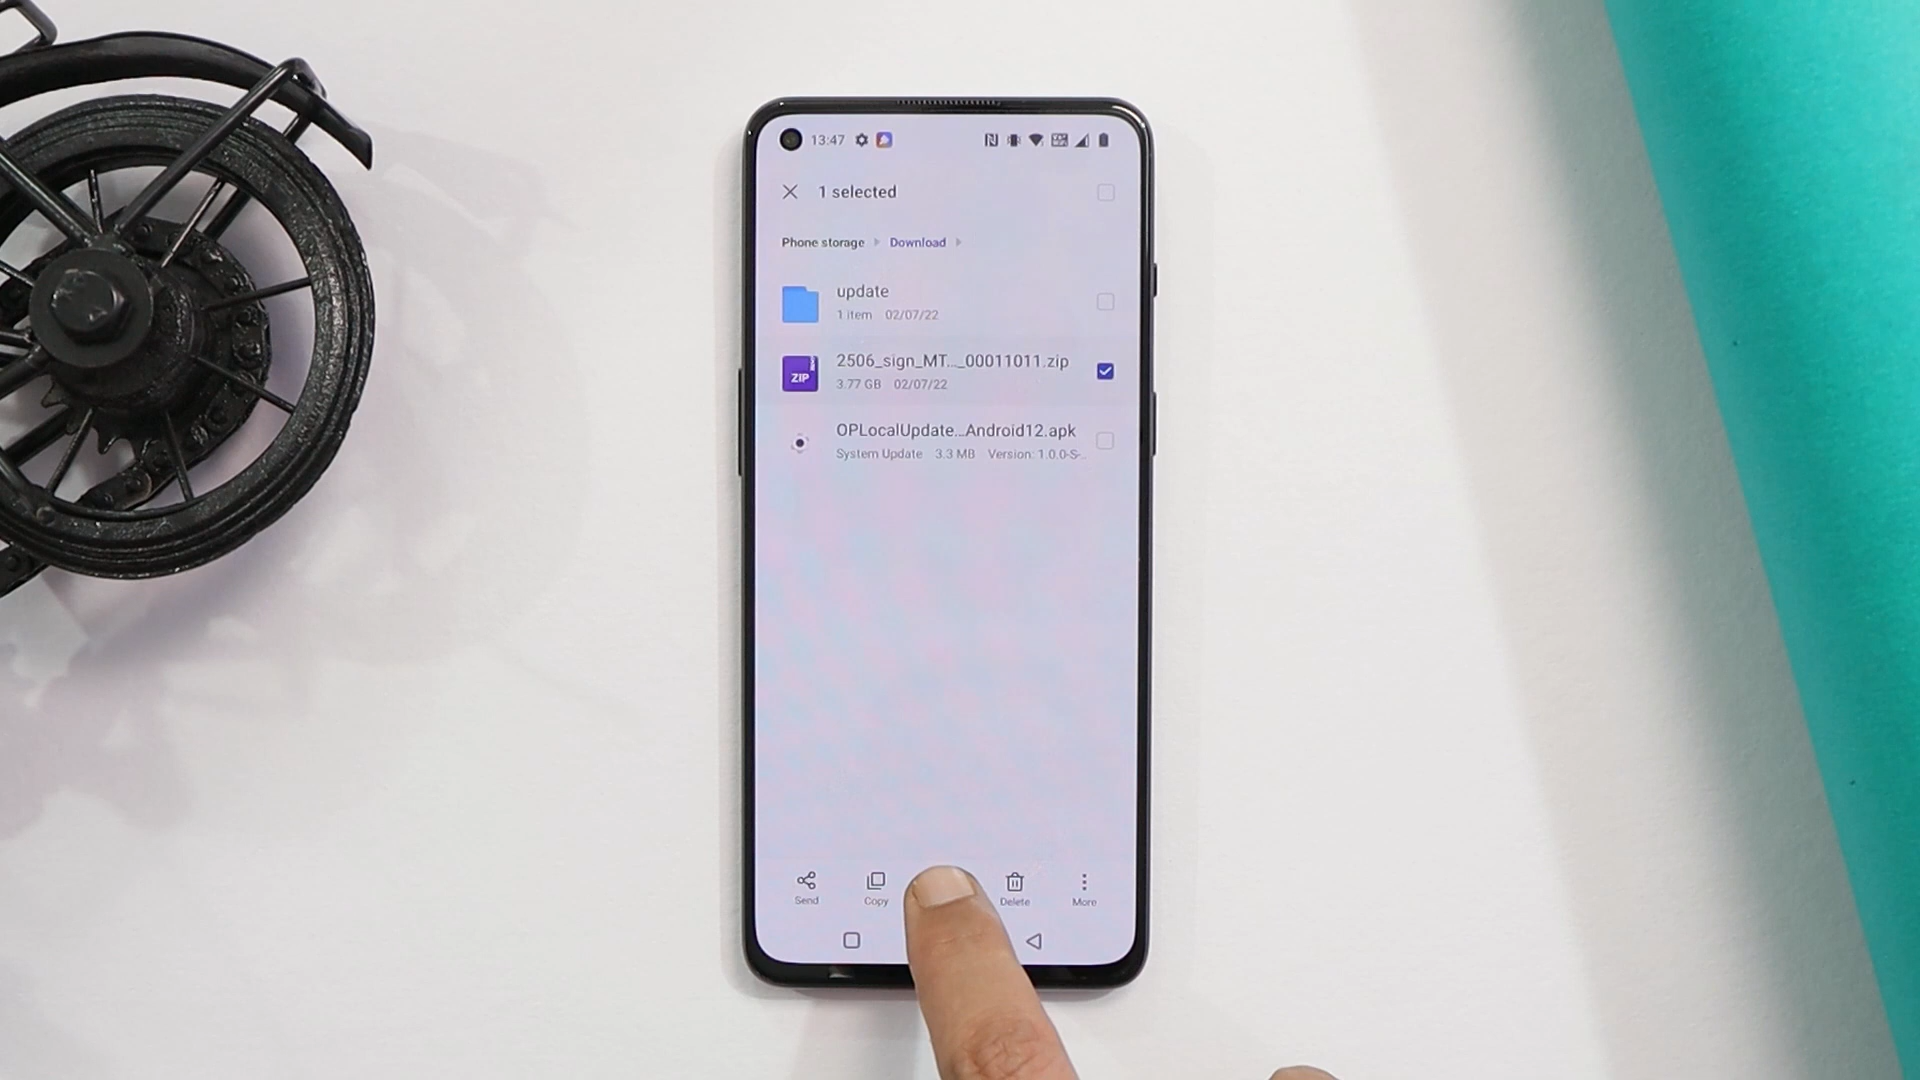 13:47
1 selected
Phone storage Download
update
1 item 02/07/22
2506_sign_MT..._00011011.zip
ZIP
3.77 GB 02/07/22
OPLocalUpdate...Android12.apk
System Update 3.3 MB Version: 1.0.0-S-..
Send Copy Delete More